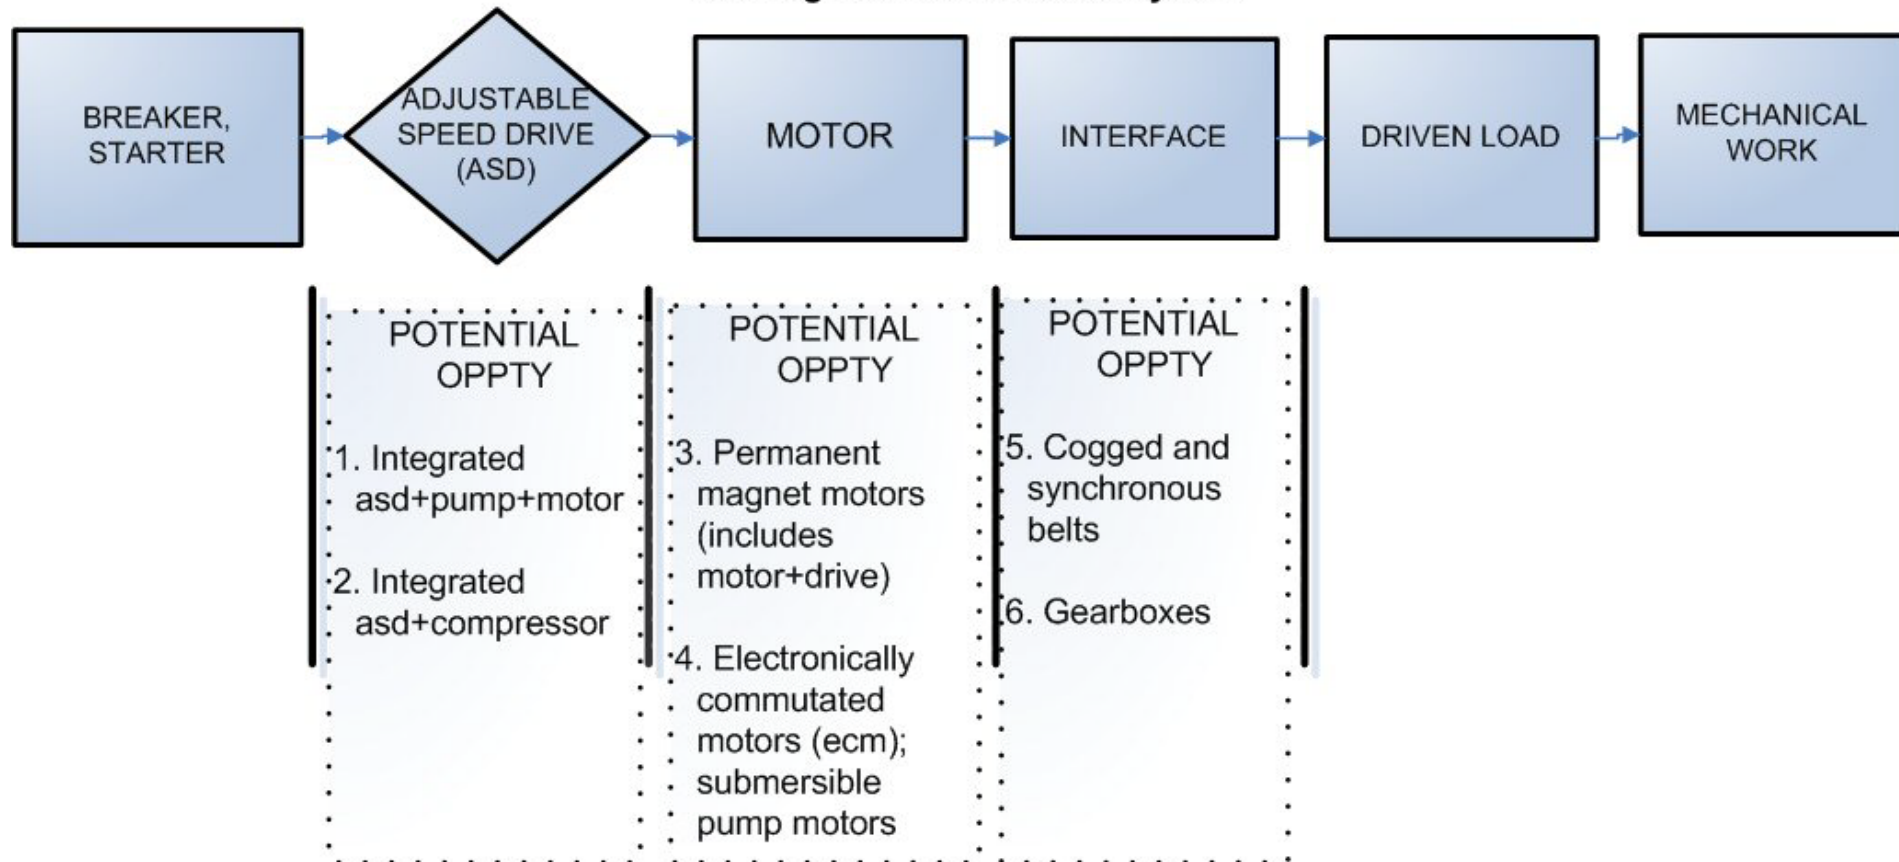 BREAKER,
STARTER
ADJUSTABLE
SPEED DRIVE
(ASD)
MOTOR
INTERFACE
DRIVEN LOAD
MECHANICAL
WORK
POTENTIAL
OPPTY
1. Integrated
asd+pump+motor
2. Integrated
asd+compressor
POTENTIAL
OPPTY
3. Permanent
magnet motors
(includes
motor+drive)
4. Electronically
commutated
motors (ecm);
submersible
pump motors
POTENTIAL
OPPTY
5. Cogged and
synchronous
belts
6. Gearboxes